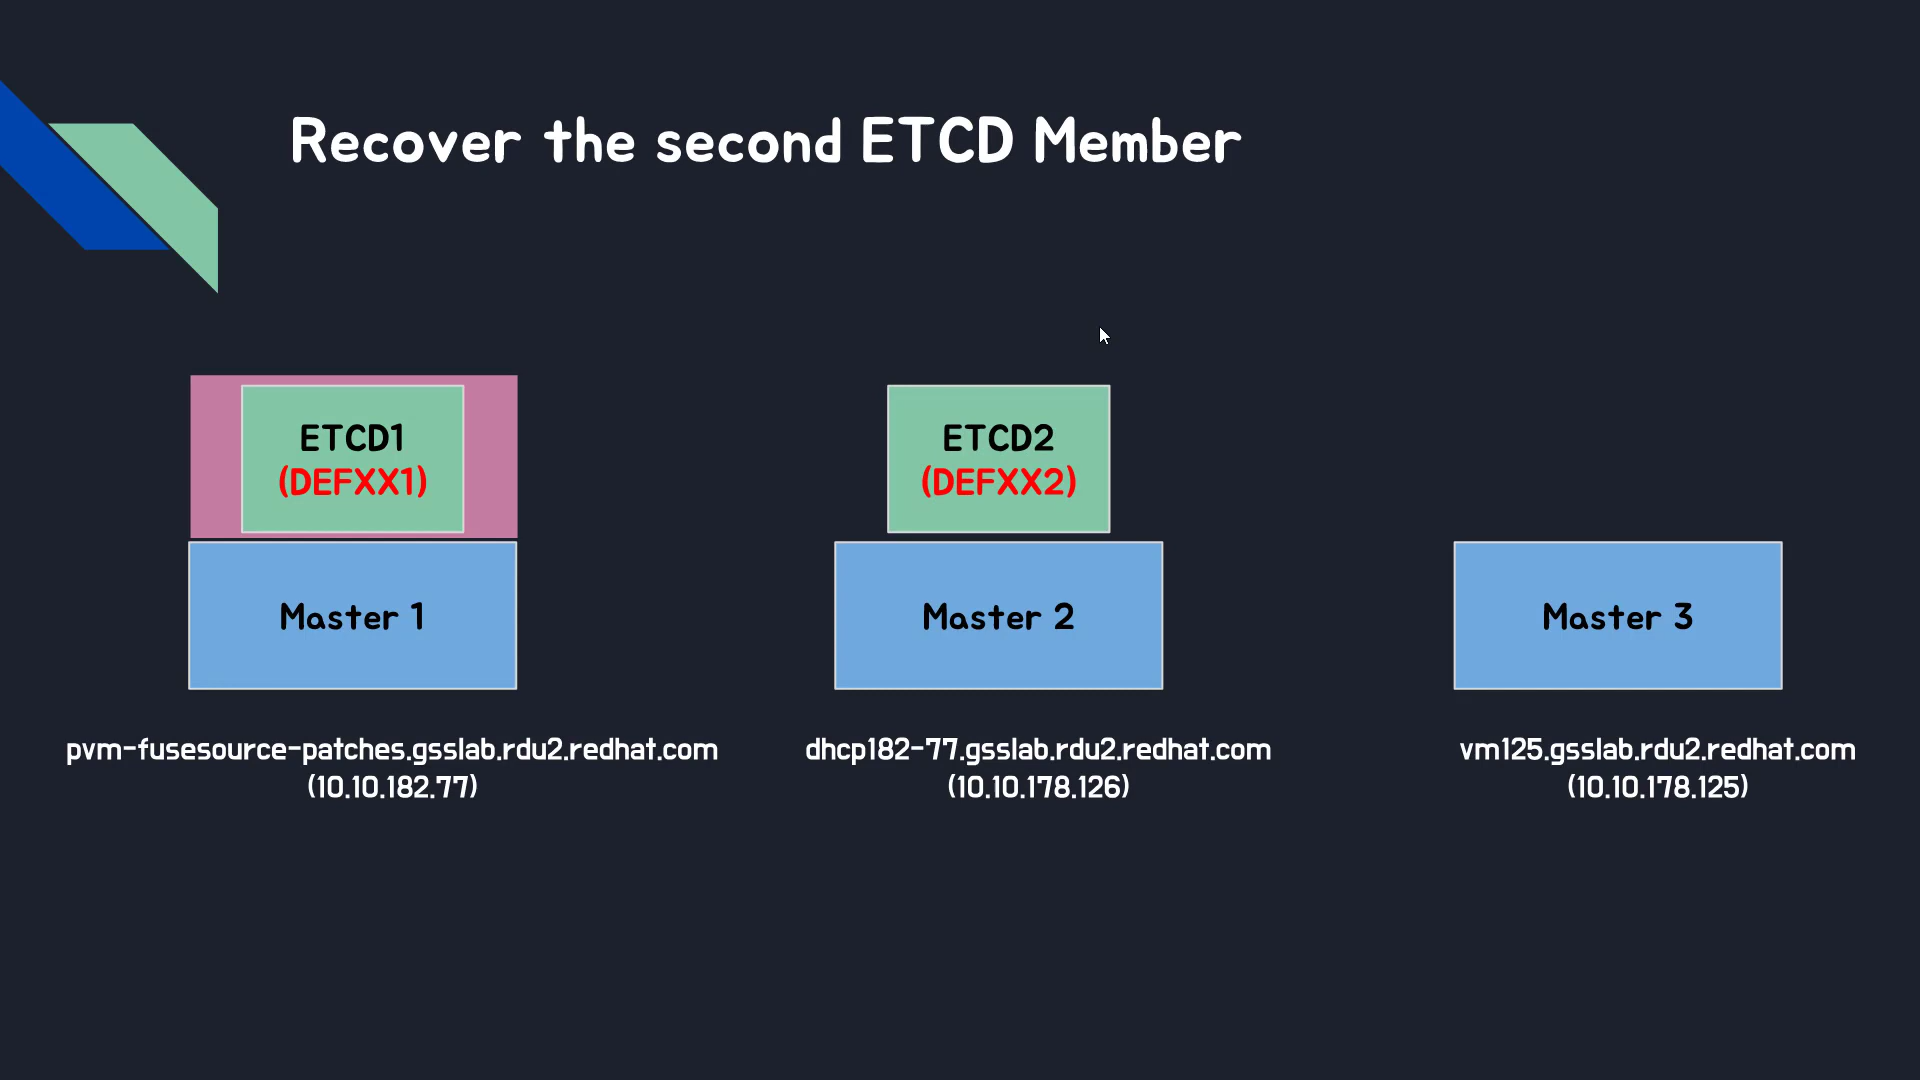 Recover the second ETCD Member
ETCD1
(DEFXX1)
ETCD2
(DEFXX2)
Master 1
Master 2
Master 3
pvm-fusesource-patches.gsslab.rdu2.redhat.com
(10.10.182.77)
dhcp182-77.gsslab.rdu2.redhat.com
(10.10.178.126)
vm125.gsslab.rdu2.redhat.com
(10.10.178.125)